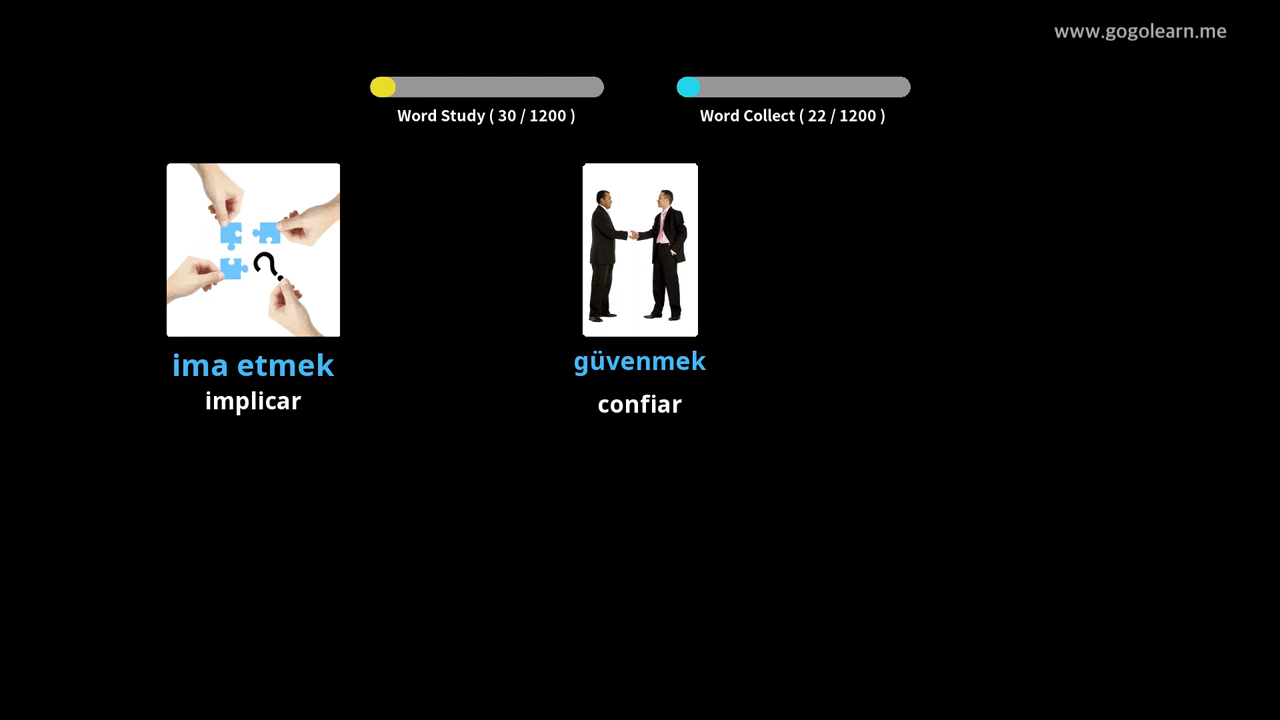 www.gogolearn.me
Word Study ( 30 / 1200 )
Word Collect ( 22 / 1200 )
ima etmek
implicar
güvenmek
confiar